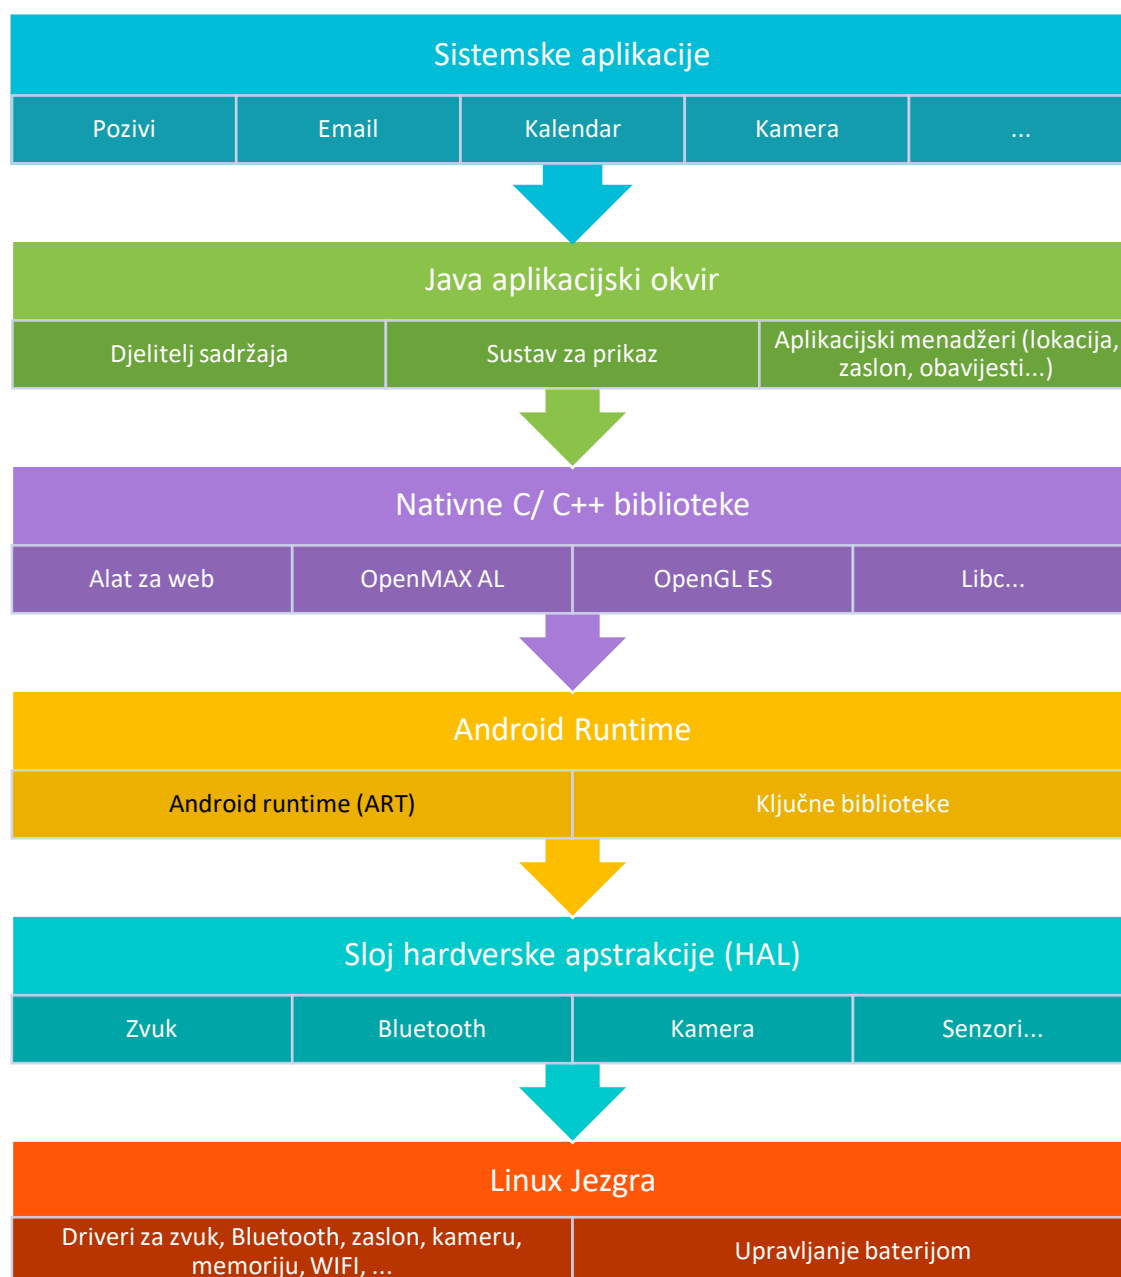 Sistemske aplikacije
Pozivi
Email
Kalendar
Kamera
...
Java aplikacijski okvir
Djelitelj sadržaja
Sustav za prikaz
Aplikacijski menadžeri (lokacija,
zaslon, obavijesti...)
Nativne C/ C++ biblioteke
Alat za web
OpenMAX AL
OpenGL ES
Libc...
Android Runtime
Android runtime (ART)
Ključne biblioteke
Sloj hardverske apstrakcije (HAL)
Zvuk
Bluetooth
Kamera
Senzori...
Linux Jezgra
Driveri za zvuk, Bluetooth, zaslon, kameru,
memoriju, WIFI, ...
Upravljanje baterijom